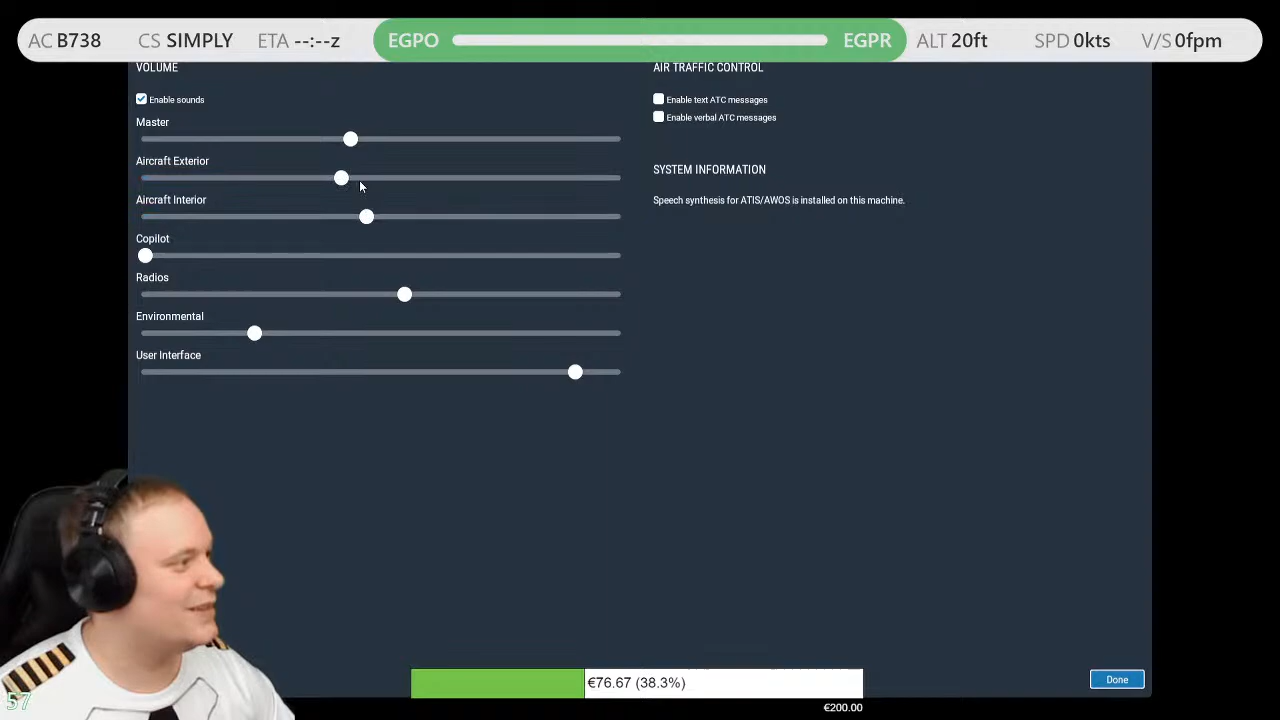 AC B738 CS SIMPLY ETA --:--z EGPO EGPR ALT 20ft SPD 0kts V/S 0fpm
VOLUME
Enable sounds
Master
Aircraft Exterior
Aircraft Interior
Copilot
Radios
Environmental
User Interface
AIR TRAFFIC CONTROL
Enable text ATC messages
Enable verbal ATC messages
SYSTEM INFORMATION
Speech synthesis for ATIS/AWOS is installed on this machine.
57
€76.67 (38.3%)
€200.00
Done